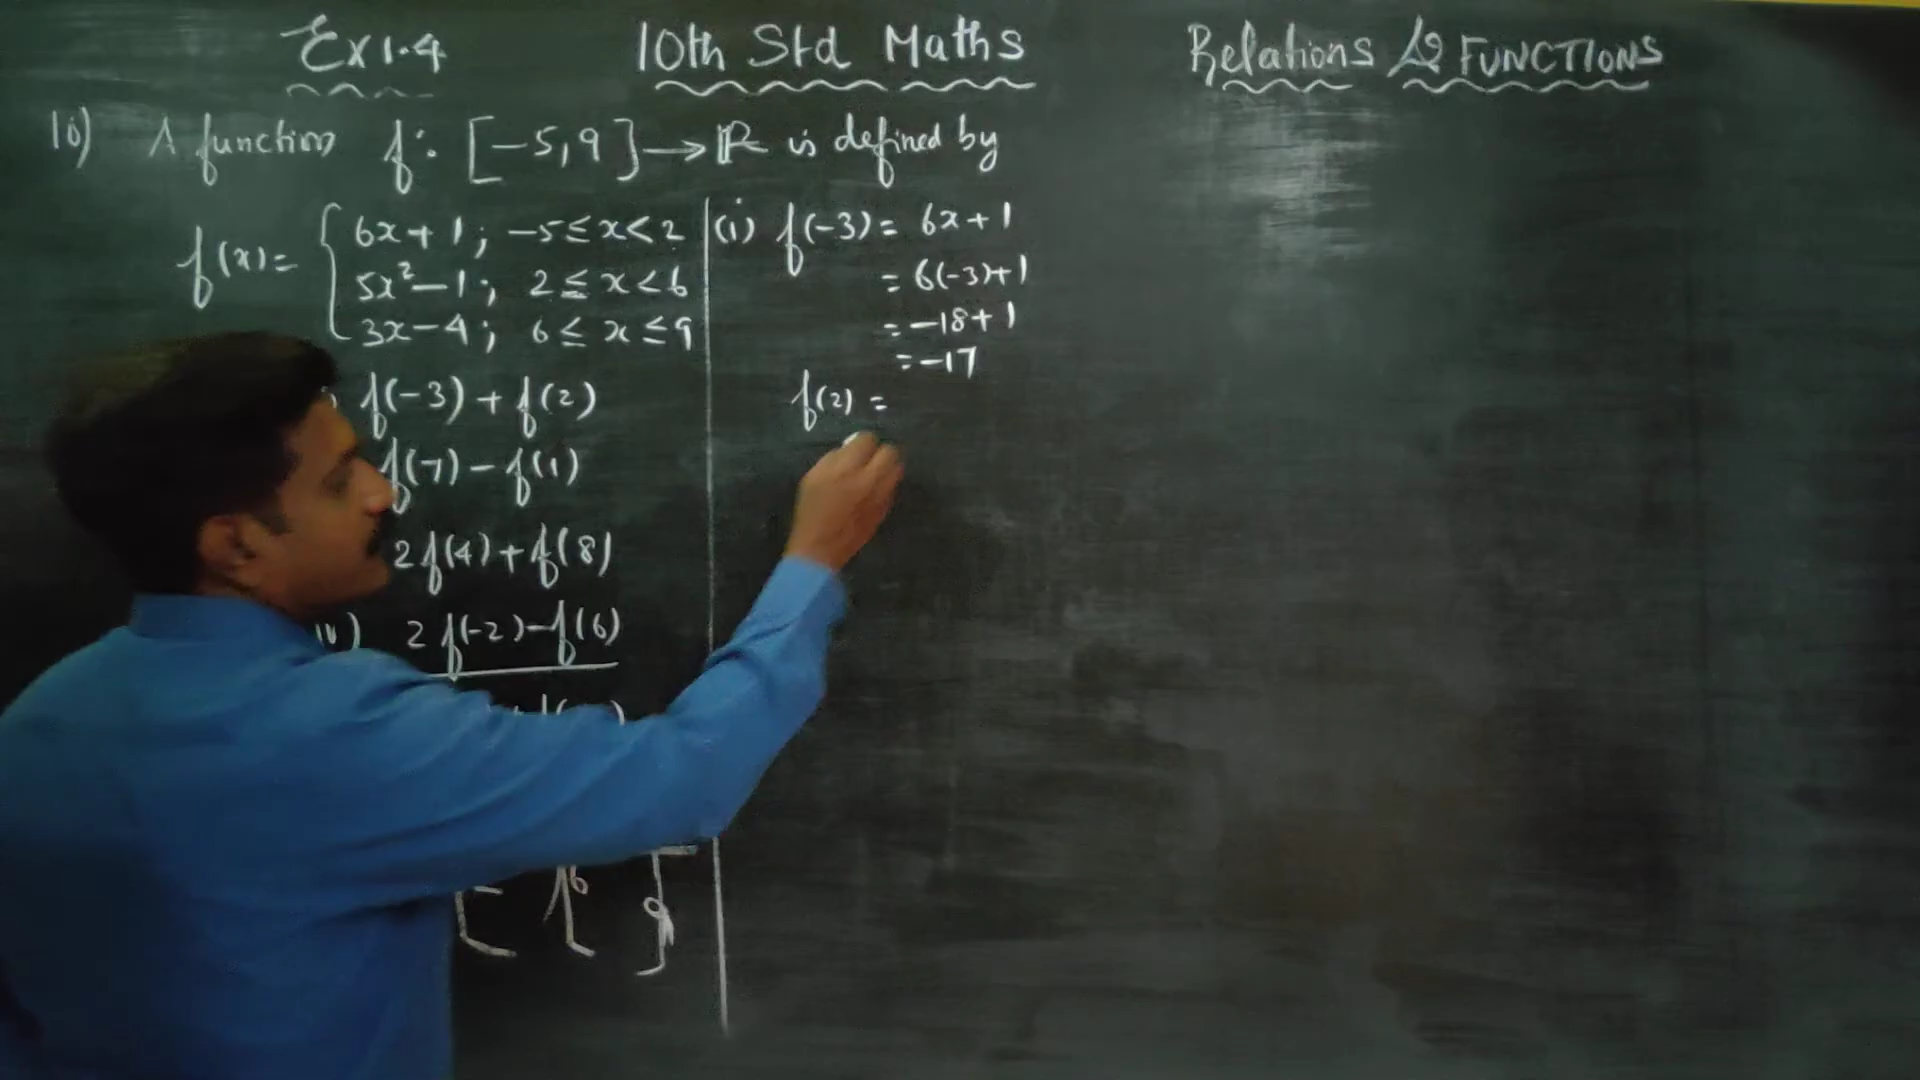 Ex 1.4
10th Std Maths
Relations & FUNCTIONS
10) A function f: [-5,9] → R is defined by
f(x) = { 6x+1 ; -5 ≤ x < 2
5x²-1 ; 2 ≤ x < 6
3x-4 ; 6 ≤ x ≤ 9
f(-3) + f(2)
f(7) - f(1)
2f(4) + f(8)
2f(-2) - f(6)
6
9
(i) f(-3) = 6x+1
= 6(-3)+1
= -18+1
= -17
f(2) =